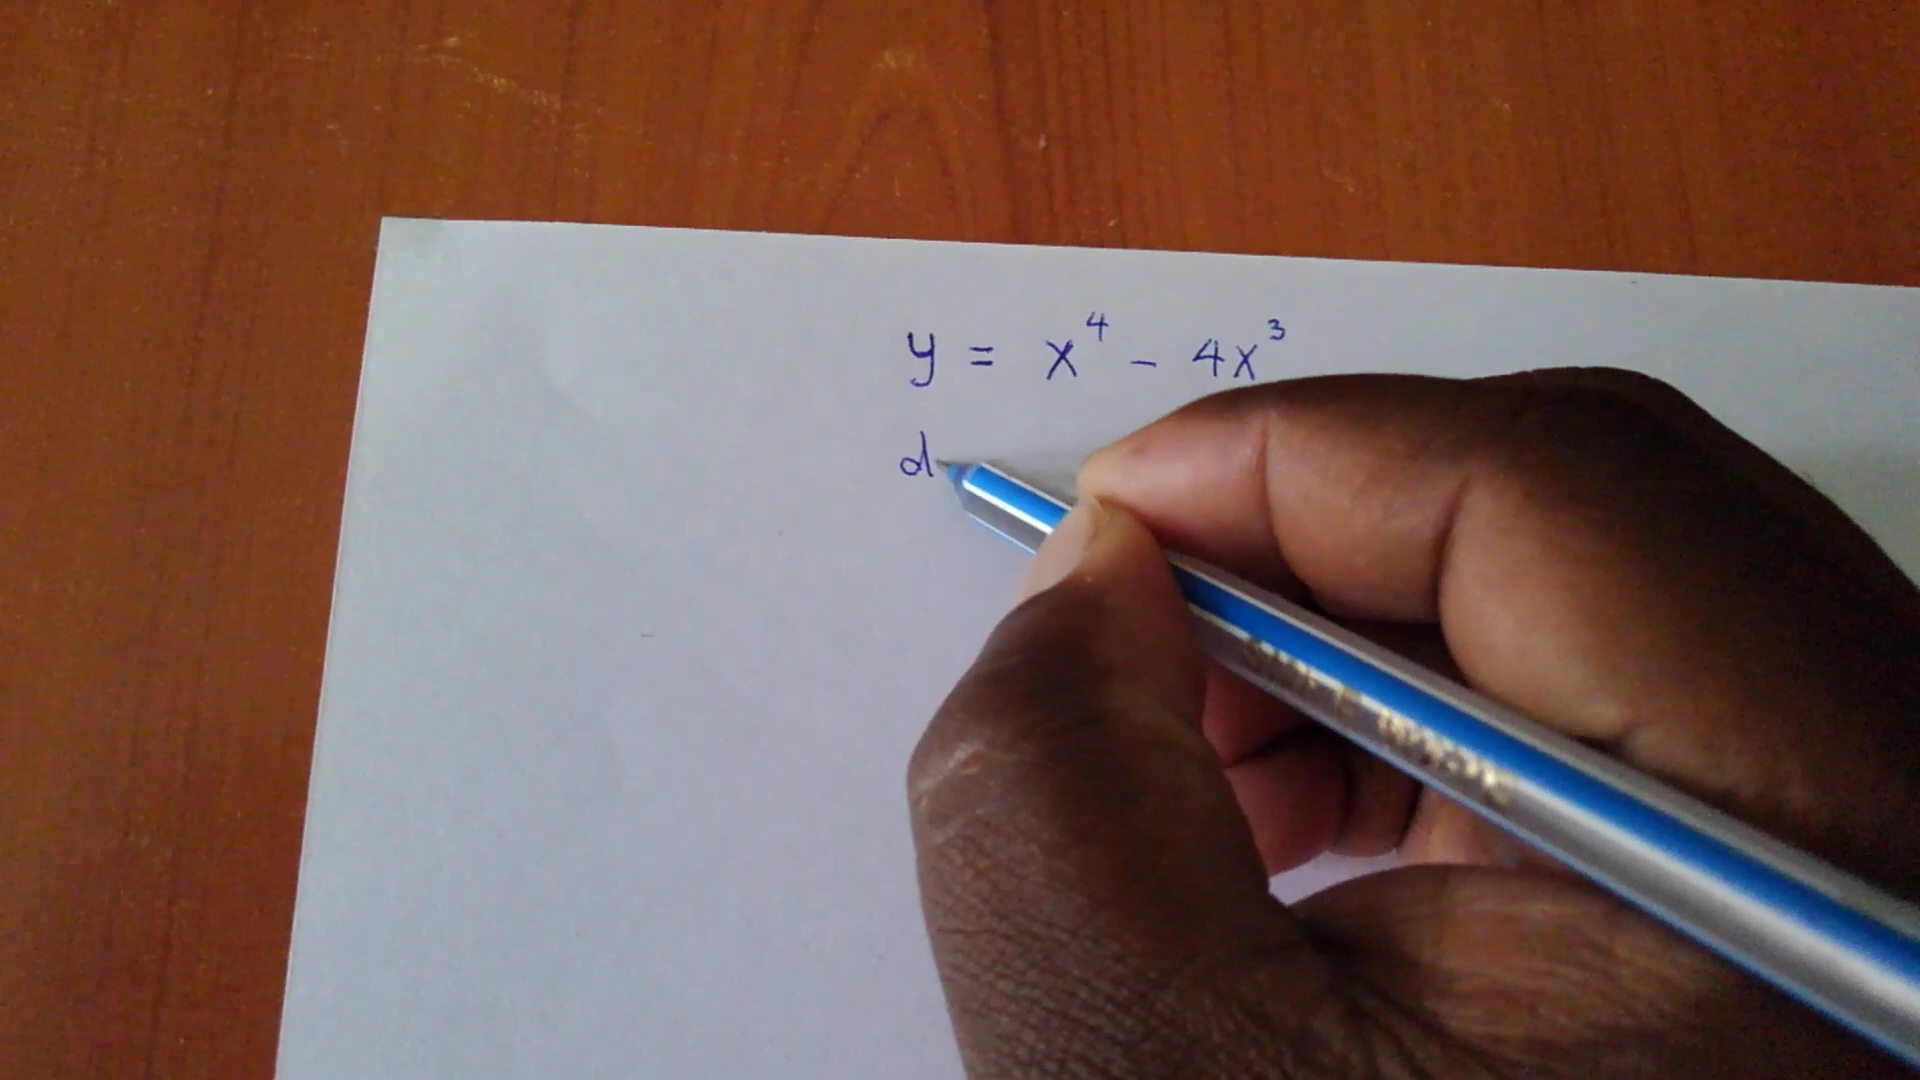 y = x⁴ - 4x³
d